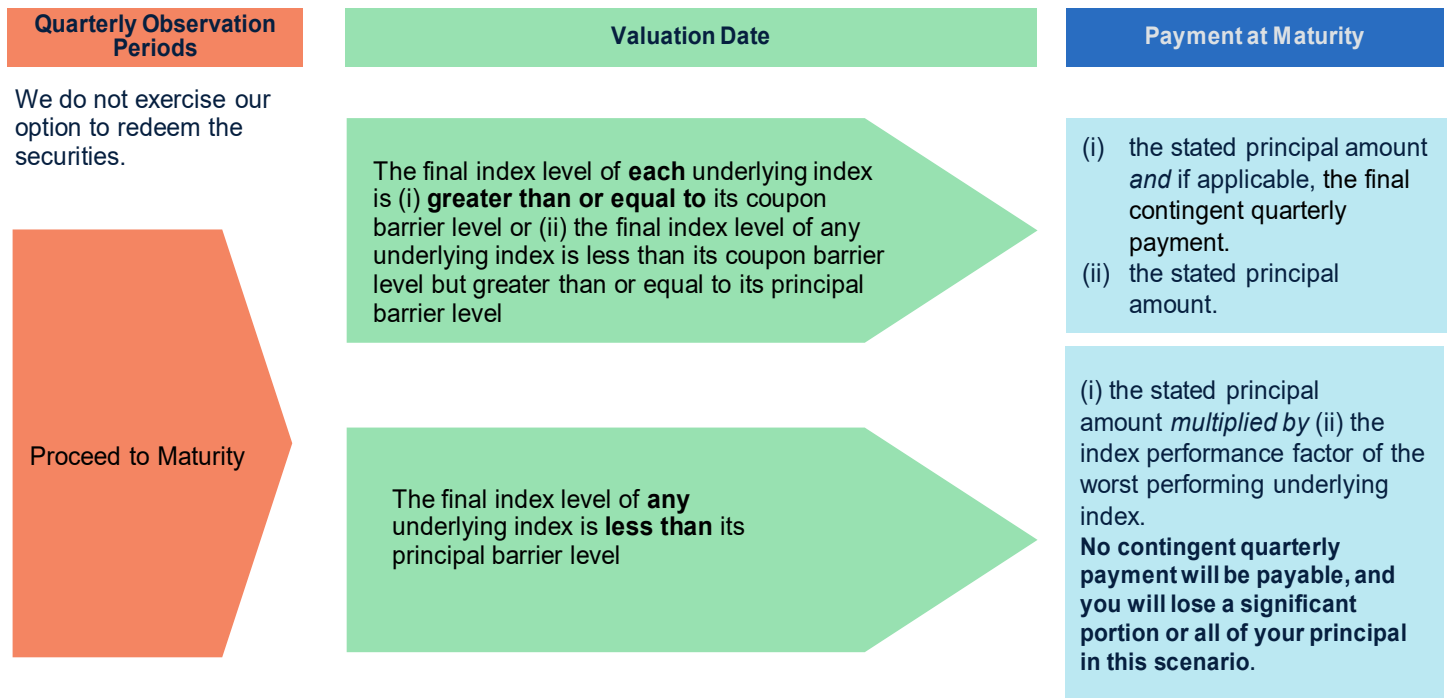 Quarterly Observation
Periods
Valuation Date
Payment at Maturity
We do not exercise our
option to redeem the
securities.
Proceed to Maturity
The final index level of each underlying index
is (i) greater than or equal to its coupon
barrier level or (ii) the final index level of any
underlying index is less than its coupon barrier
level but greater than or equal to its principal
barrier level
(i) the stated principal amount
and if applicable, the final
contingent quarterly
payment.
(ii) the stated principal
amount.
The final index level of any
underlying index is less than its
principal barrier level
(i) the stated principal
amount multiplied by (ii) the
index performance factor of the
worst performing underlying
index.
No contingent quarterly
payment will be payable, and
you will lose a significant
portion or all of your principal
in this scenario.